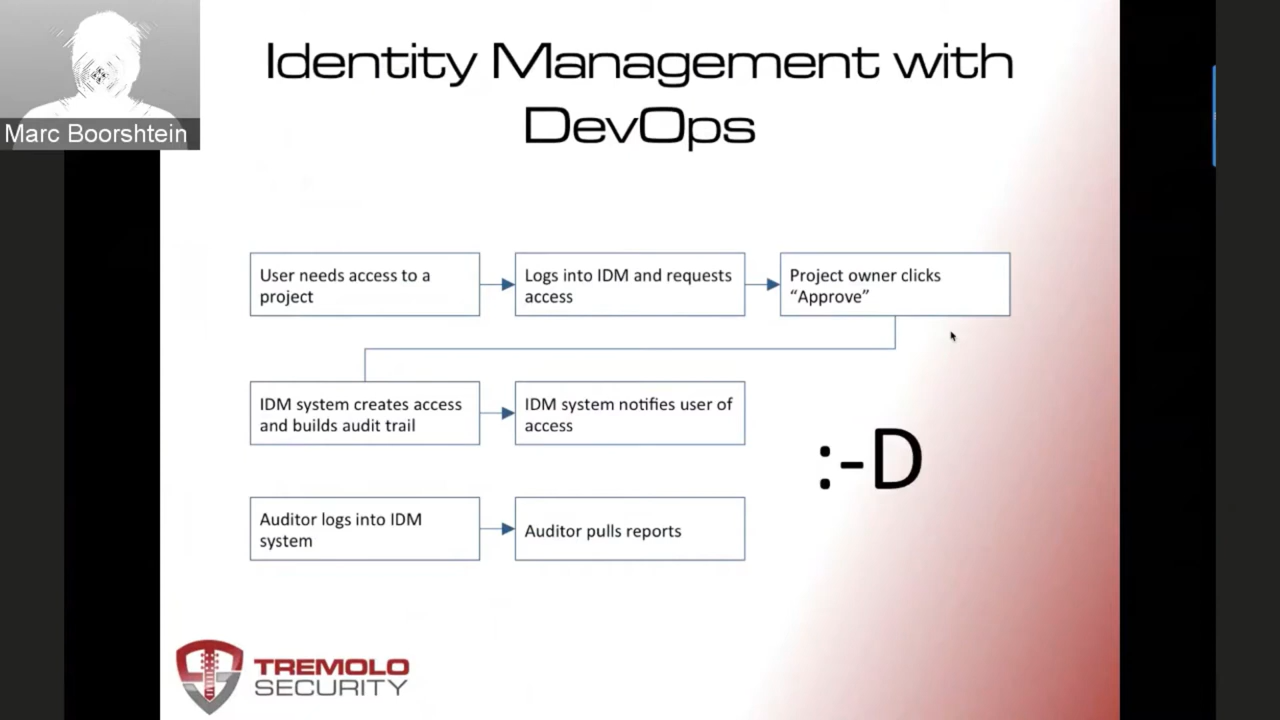 Marc Boorshtein
Identity Management with
DevOps
User needs access to a
project
Logs into IDM and requests
access
Project owner clicks
“Approve”
IDM system creates access
and builds audit trail
IDM system notifies user of
access
:-D
Auditor logs into IDM
system
Auditor pulls reports
TREMOLO
SECURITY